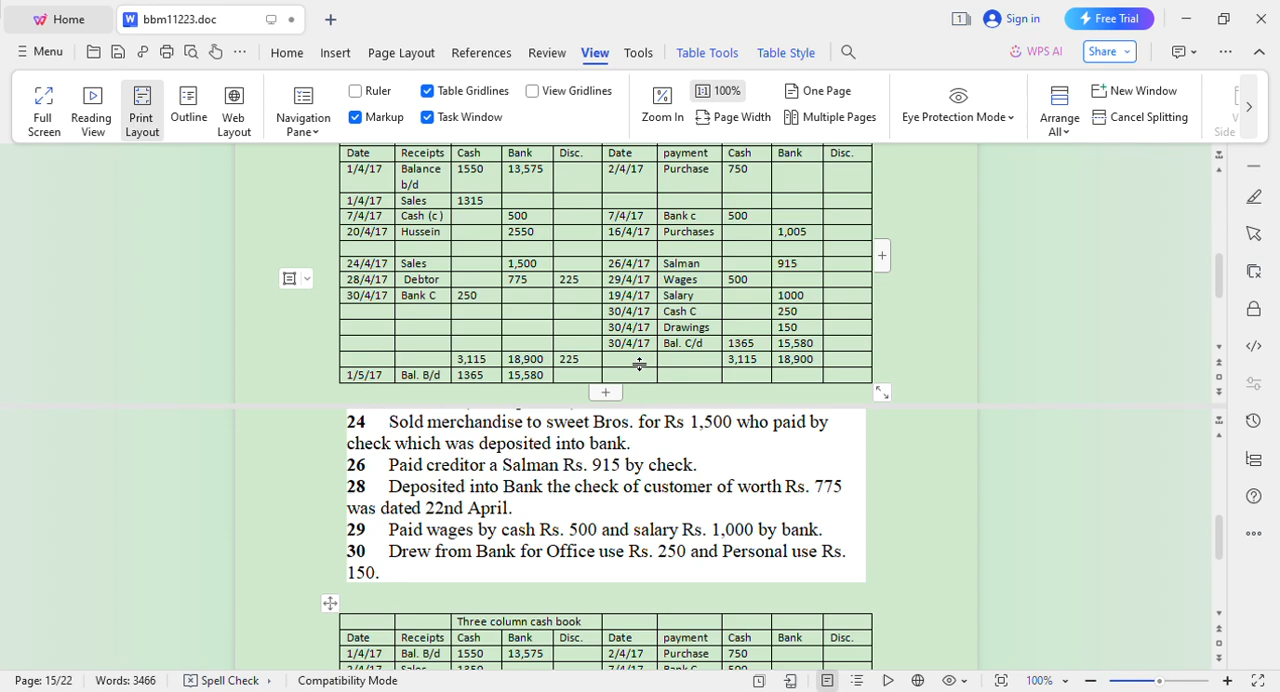 Home bbm11223.doc + 1 Sign in Free Trial
Menu Home Insert Page Layout References Review View Tools Table Tools Table Style WPS AI Share
Full Screen Reading View Print Layout Outline Web Layout Navigation Pane Ruler Table Gridlines View Gridlines Markup Task Window Zoom In 100% Page Width One Page Multiple Pages Eye Protection Mode Arrange All New Window Cancel Splitting Side
Date Receipts Cash Bank Disc. Date payment Cash Bank Disc.
1/4/17 Balance b/d 1550 13,575 2/4/17 Purchase 750
1/4/17 Sales 1315
7/4/17 Cash (c) 500 7/4/17 Bank c 500
20/4/17 Hussein 2550 16/4/17 Purchases 1,005
24/4/17 Sales 1,500 26/4/17 Salman 915
28/4/17 Debtor 775 225 29/4/17 Wages 500
30/4/17 Bank C 250 19/4/17 Salary 1000
30/4/17 Cash C 250
30/4/17 Drawings 150
30/4/17 Bal. C/d 1365 15,580
3,115 18,900 225 3,115 18,900
1/5/17 Bal. B/d 1365 15,580
24 Sold merchandise to sweet Bros. for Rs 1,500 who paid by
check which was deposited into bank.
26 Paid creditor a Salman Rs. 915 by check.
28 Deposited into Bank the check of customer of worth Rs. 775
was dated 22nd April.
29 Paid wages by cash Rs. 500 and salary Rs. 1,000 by bank.
30 Drew from Bank for Office use Rs. 250 and Personal use Rs.
150.
Three column cash book
Date Receipts Cash Bank Disc. Date payment Cash Bank Disc.
1/4/17 Bal. B/d 1550 13,575 2/4/17 Purchase 750
Page: 15/22 Words: 3466 Spell Check Compatibility Mode 100%